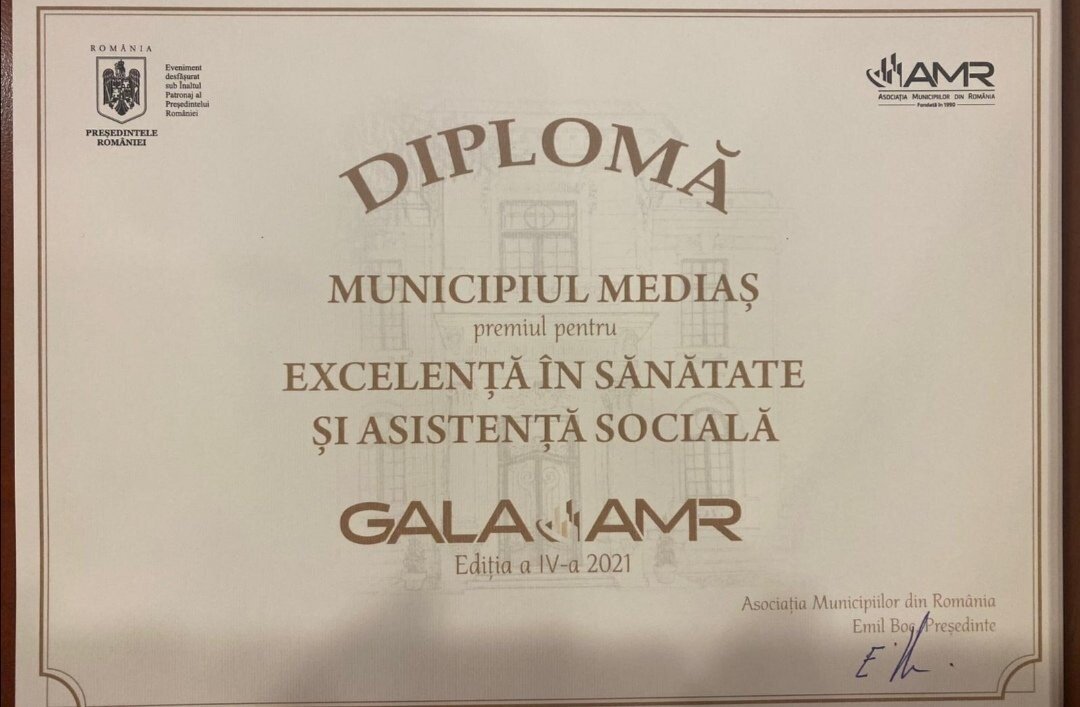 ROMÂNIA
Eveniment
desfășurat
sub Înaltul
Patronaj al
Președintelui
României
PREȘEDINTELE
ROMÂNIEI
AMR
ASOCIAȚIA MUNICIPIILOR DIN ROMÂNIA
Fondată în 1990
DIPLOMĂ
MUNICIPIUL MEDIAȘ
premiul pentru
EXCELENȚĂ ÎN SĂNĂTATE
ȘI ASISTENȚĂ SOCIALĂ
GALA AMR
Ediția a IV-a 2021
Asociația Municipiilor din România
Emil Boc, Președinte